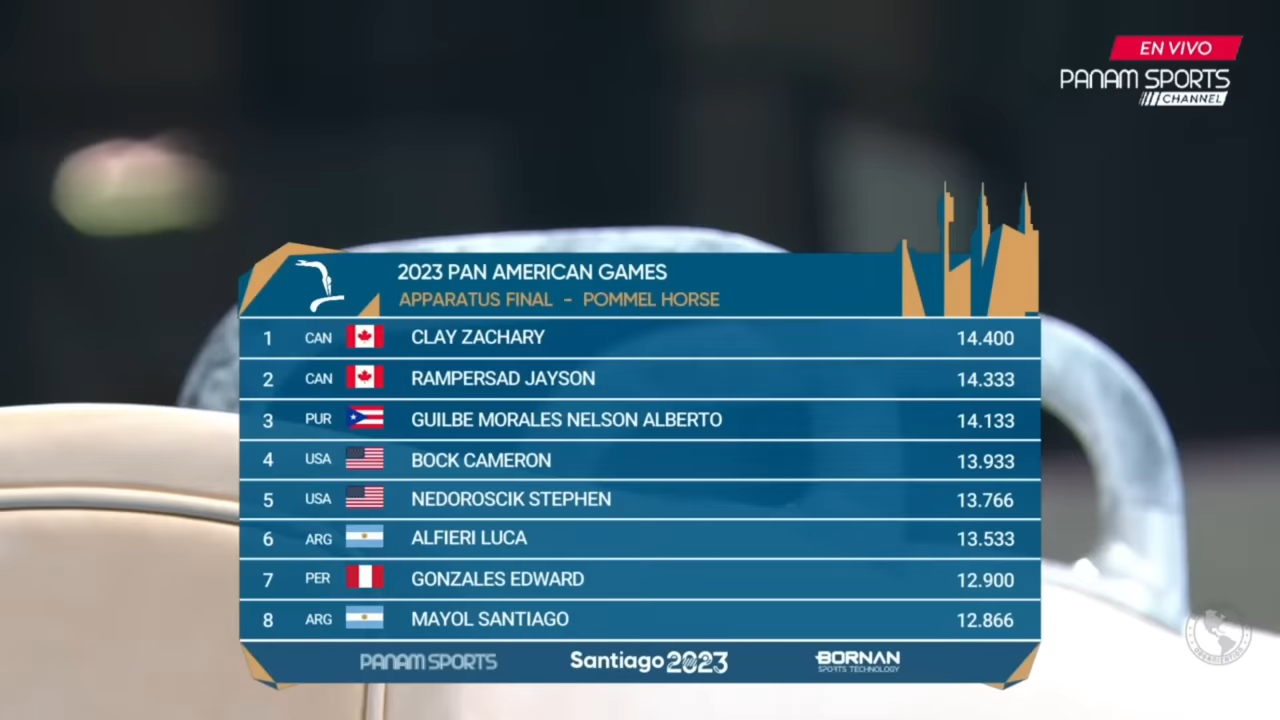 EN VIVO
PANAM SPORTS
CHANNEL
2023 PAN AMERICAN GAMES
APPARATUS FINAL - POMMEL HORSE
1 CAN CLAY ZACHARY 14.400
2 CAN RAMPERSAD JAYSON 14.333
3 PUR GUILBE MORALES NELSON ALBERTO 14.133
4 USA BOCK CAMERON 13.933
5 USA NEDOROSCIK STEPHEN 13.766
6 ARG ALFIERI LUCA 13.533
7 PER GONZALES EDWARD 12.900
8 ARG MAYOL SANTIAGO 12.866
PANAM SPORTS Santiago 2023 BORNAN
SPORTS TECHNOLOGY